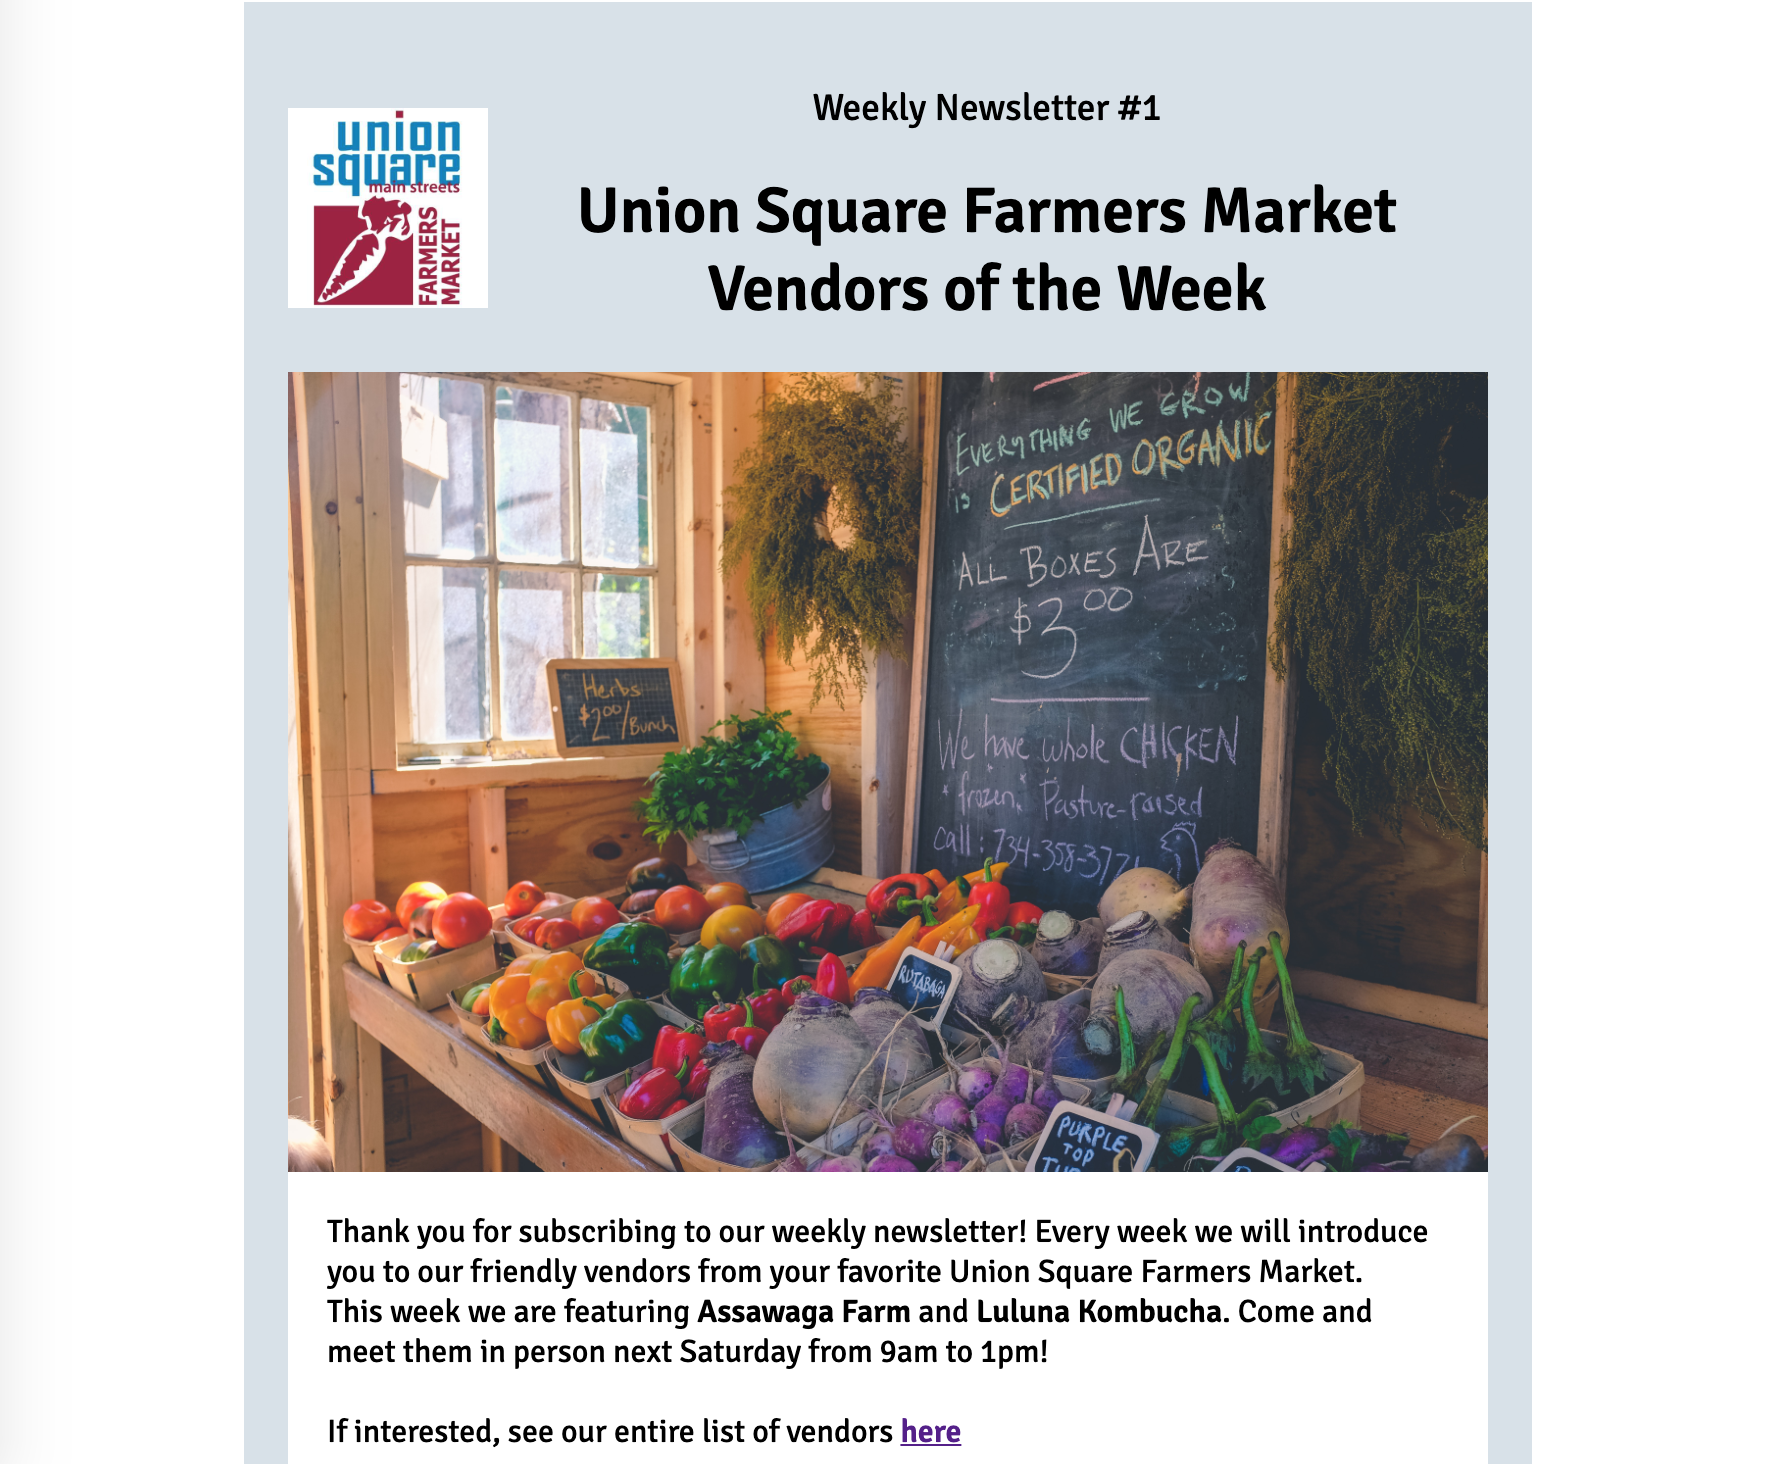 union
square
main streets
FARMERS
MARKET
Weekly Newsletter #1
Union Square Farmers Market
Vendors of the Week
EVERYTHING WE GROW
is CERTIFIED ORGANIC
ALL BOXES ARE
$3.00
We have whole CHICKEN
*frozen* Pasture-raised
call: 734-358-377
Herbs
$2.00/Bunch
RUTABAGA
PURPLE
TOP
Thank you for subscribing to our weekly newsletter! Every week we will introduce
you to our friendly vendors from your favorite Union Square Farmers Market.
This week we are featuring Assawaga Farm and Luluna Kombucha. Come and
meet them in person next Saturday from 9am to 1pm!
If interested, see our entire list of vendors here